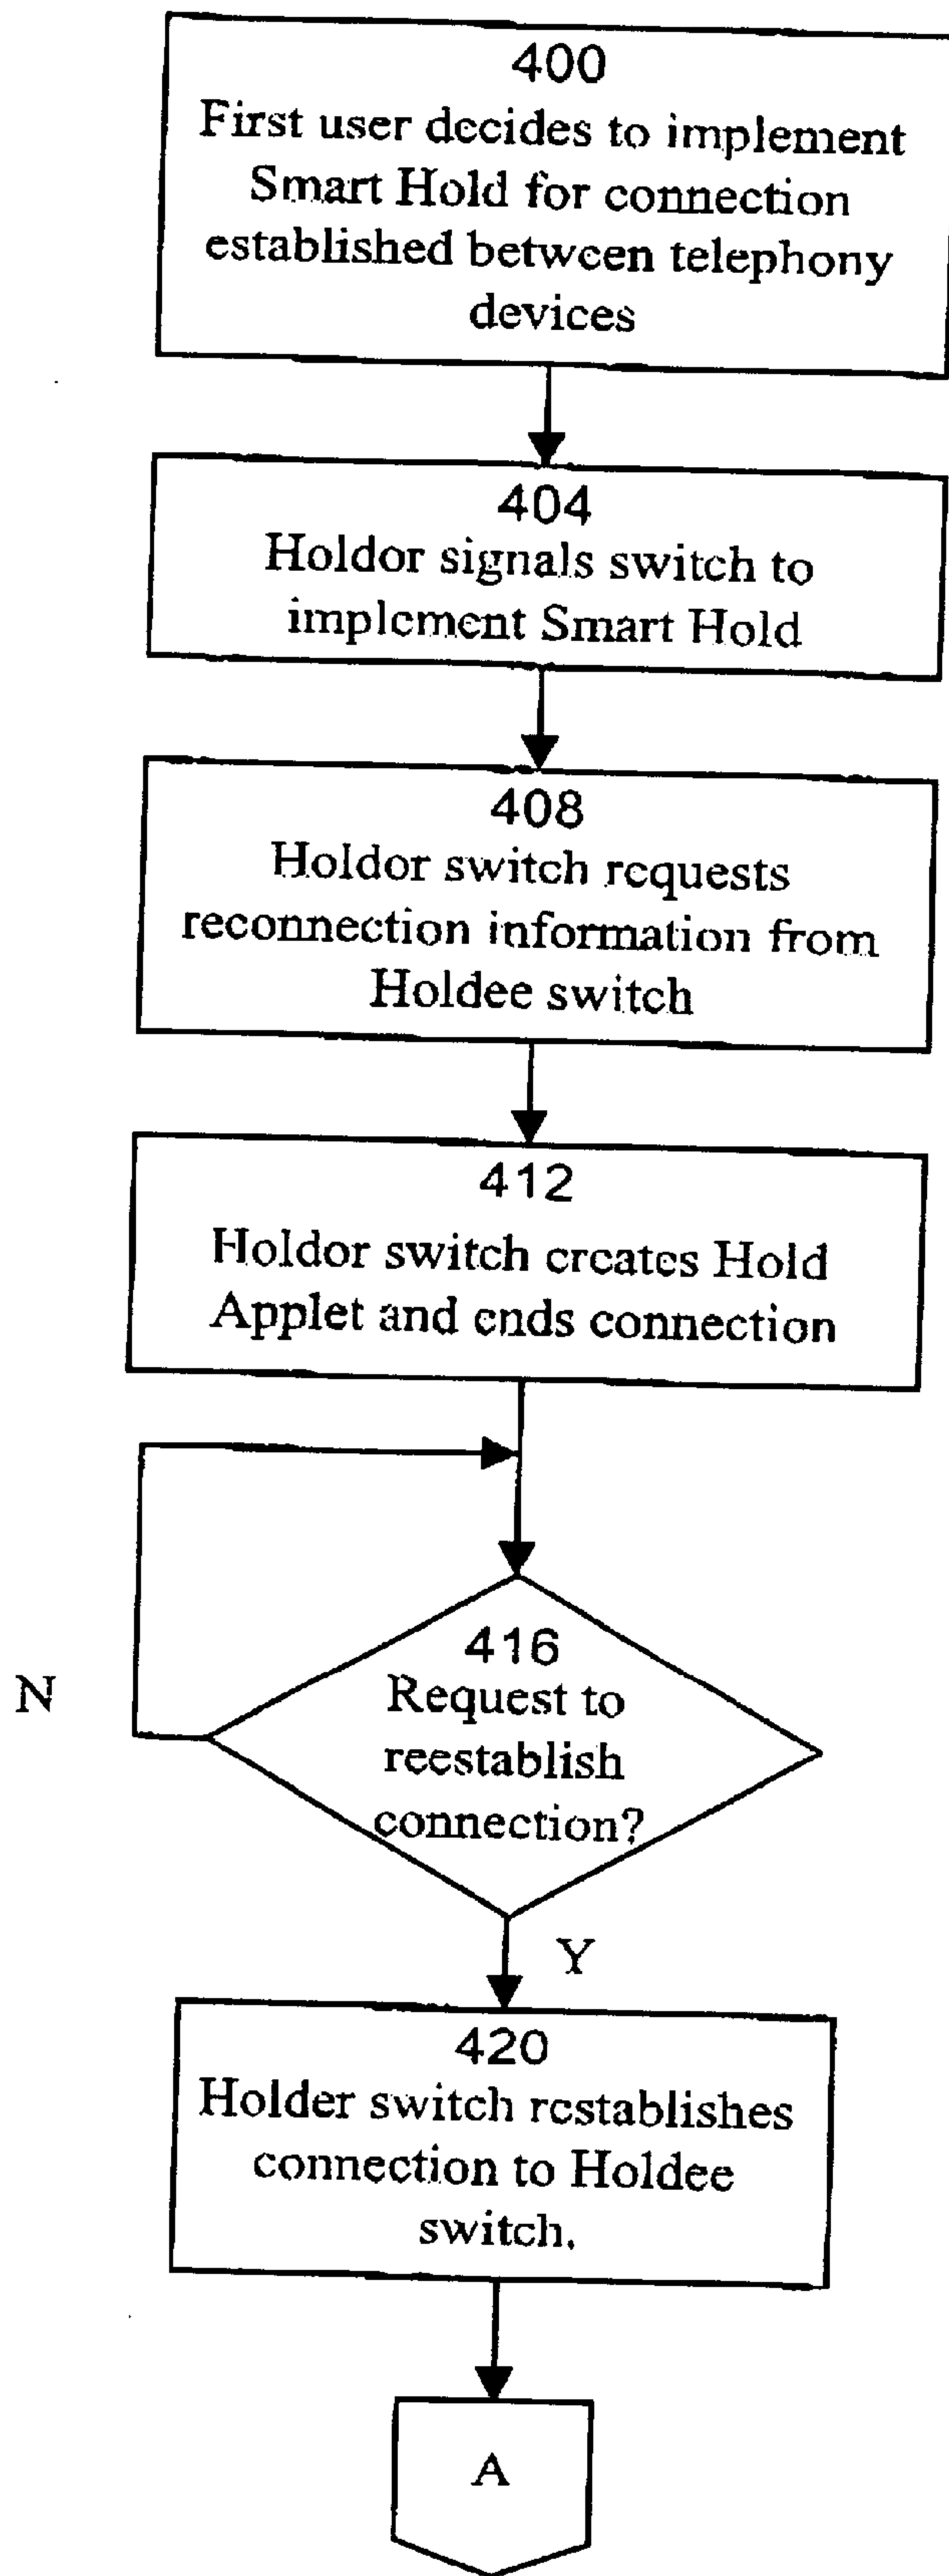 400
First user decides to implement
Smart Hold for connection
established between telephony
devices
404
Holdor signals switch to
implement Smart Hold
408
Holdor switch requests
reconnection information from
Holdee switch
412
Holdor switch creates Hold
Applet and ends connection
416
Request to
reestablish
connection?
N
Y
420
Holder switch restablishes
connection to Holdee
switch.
A